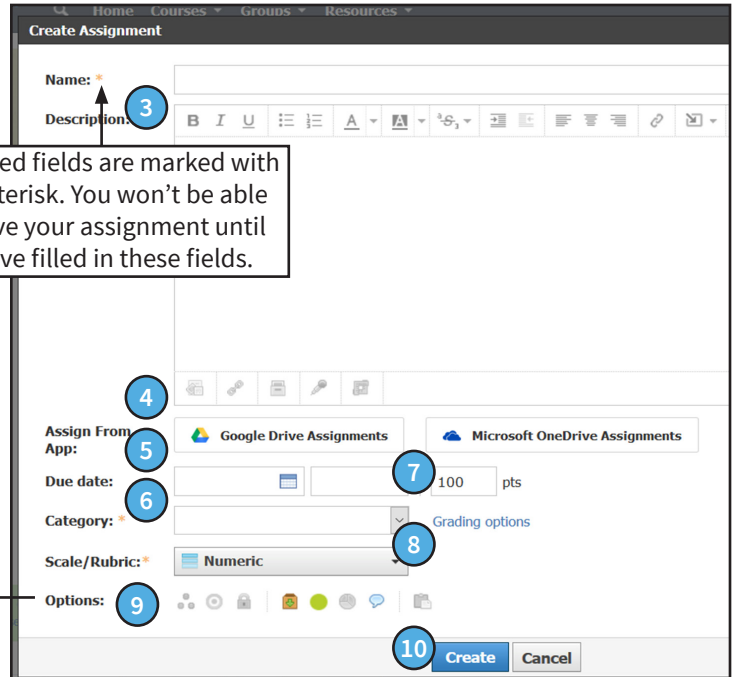 Home Courses Groups Resources
Create Assignment
Name: *
3
Description:
B I U A A
ed fields are marked with
terisk. You won't be able
ve your assignment until
ve filled in these fields.
4
Assign From
App:
5
Google Drive Assignments Microsoft OneDrive Assignments
Due date:
7
100 pts
6
Category: *
Grading options
8
Scale/Rubric:*
Numeric
Options:
9
10
Create Cancel